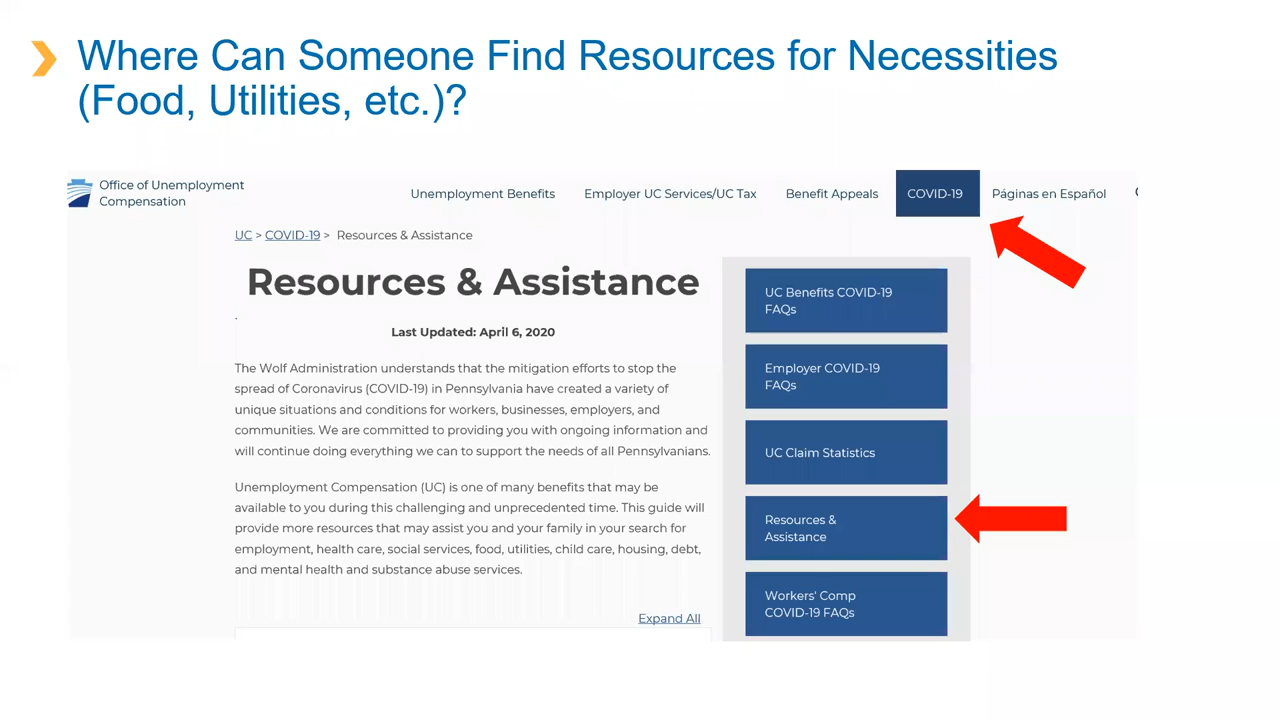 Where Can Someone Find Resources for Necessities
(Food, Utilities, etc.)?
Office of Unemployment
Compensation
Unemployment Benefits
Employer UC Services/UC Tax
Benefit Appeals
COVID-19
Páginas en Español
UC > COVID-19 > Resources & Assistance
Resources & Assistance
Last Updated: April 6, 2020
The Wolf Administration understands that the mitigation efforts to stop the
spread of Coronavirus (COVID-19) in Pennsylvania have created a variety of
unique situations and conditions for workers, businesses, employers, and
communities. We are committed to providing you with ongoing information and
will continue doing everything we can to support the needs of all Pennsylvanians.
Unemployment Compensation (UC) is one of many benefits that may be
available to you during this challenging and unprecedented time. This guide will
provide more resources that may assist you and your family in your search for
employment, health care, social services, food, utilities, child care, housing, debt,
and mental health and substance abuse services.
Expand All
UC Benefits COVID-19
FAQs
Employer COVID-19
FAQs
UC Claim Statistics
Resources &
Assistance
Workers' Comp
COVID-19 FAQs